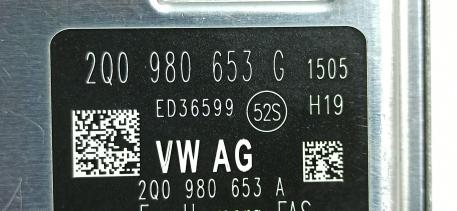 2Q0 980 653 G 1505
ED36599 52S H19
VW AG
2Q0 980 653 A